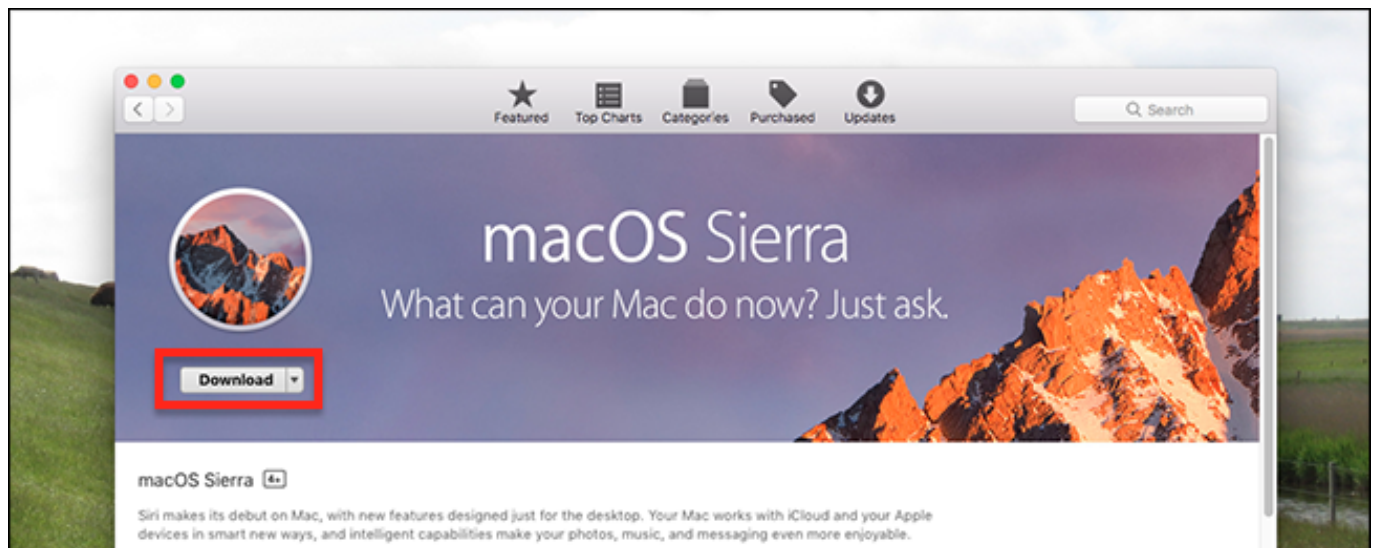 Featured Top Charts Categories Purchased Updates
Search
macOS Sierra
What can your Mac do now? Just ask.
Download
macOS Sierra 4+
Siri makes its debut on Mac, with new features designed just for the desktop. Your Mac works with iCloud and your Apple
devices in smart new ways, and intelligent capabilities make your photos, music, and messaging even more enjoyable.